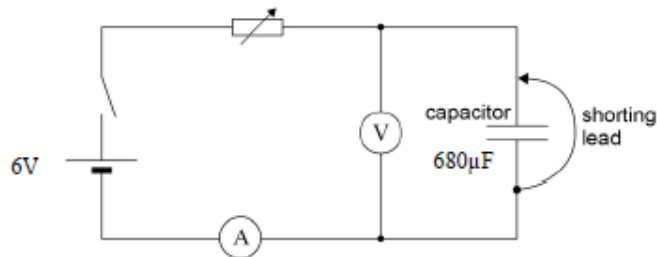 capacitor
shorting
lead
V
680μF
6V
A